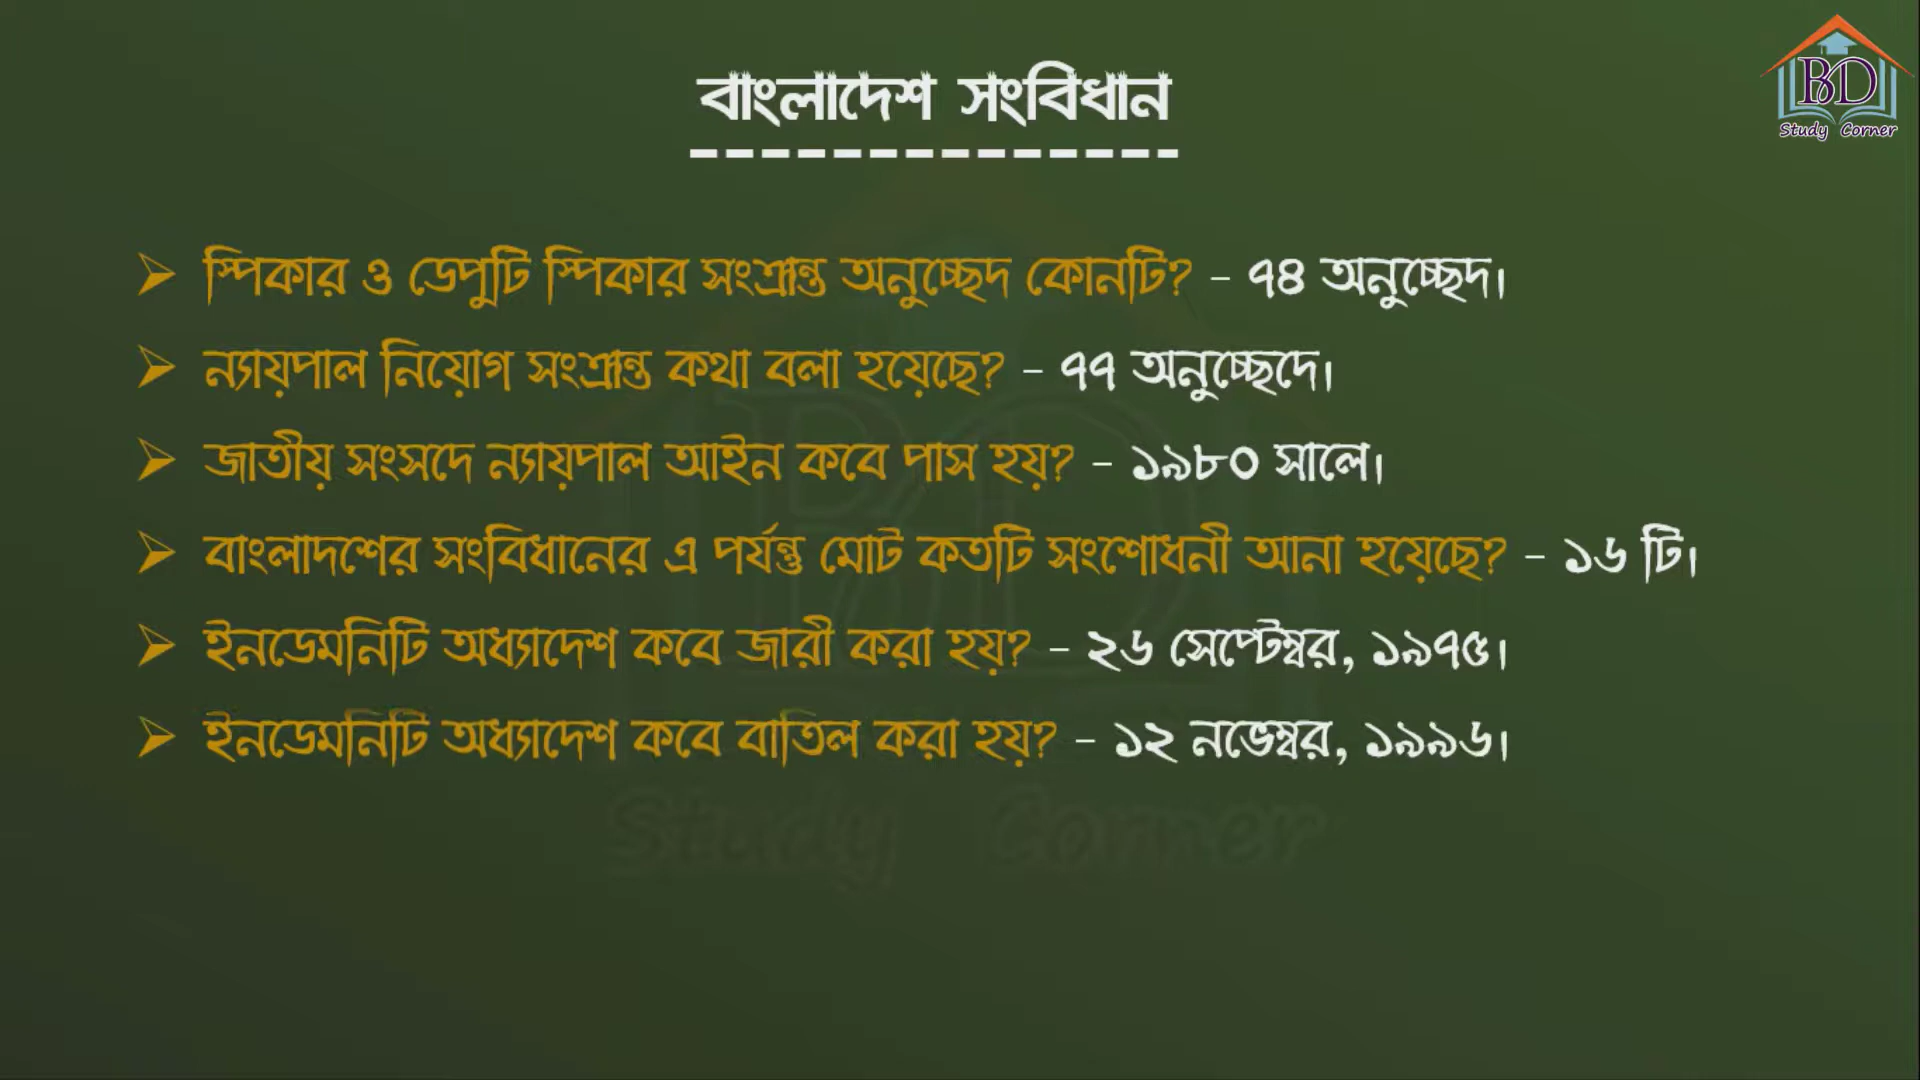 বাংলাদেশ সংবিধান
BD
Study Corner
➢ স্পিকার ও ডেপুটি স্পিকার সংক্রান্ত অনুচ্ছেদ কোনটি? - ৭৪ অনুচ্ছেদ।
➢ ন্যায়পাল নিয়োগ সংক্রান্ত কথা বলা হয়েছে? - ৭৭ অনুচ্ছেদে।
➢ জাতীয় সংসদে ন্যায়পাল আইন কবে পাস হয়? - ১৯৮০ সালে।
➢ বাংলাদশের সংবিধানের এ পর্যন্তু মোট কতটি সংশোধনী আনা হয়েছে? - ১৬ টি।
➢ ইনডেমনিটি অধ্যাদেশ কবে জারী করা হয়? - ২৬ সেপ্টেম্বর, ১৯৭৫।
➢ ইনডেমনিটি অধ্যাদেশ কবে বাতিল করা হয়? - ১২ নভেম্বর, ১৯৯৬।
Study Corner